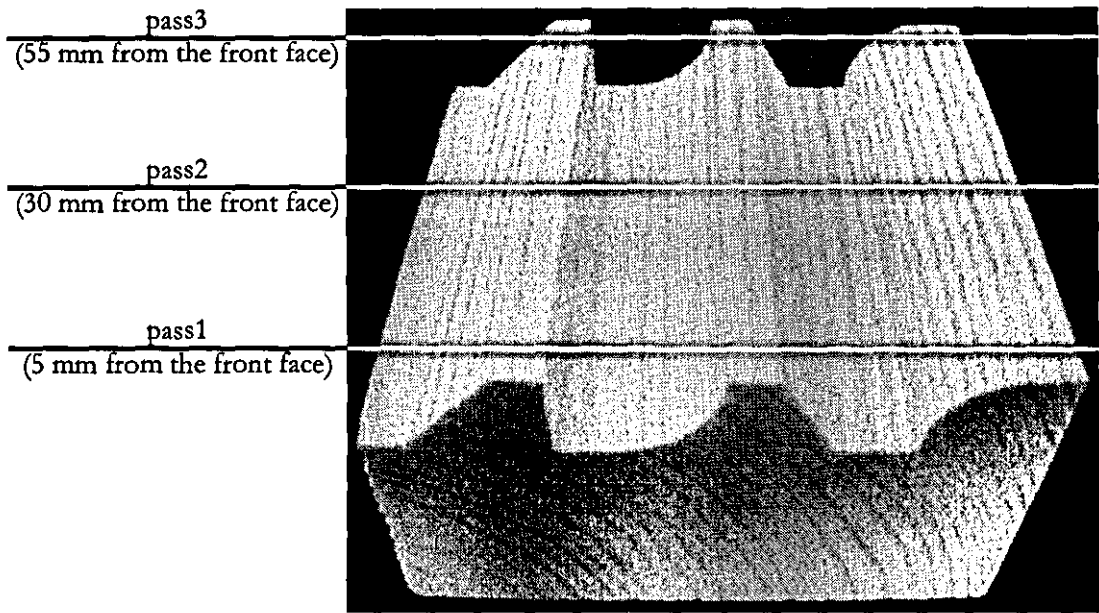 pass3
(55 mm from the front face)
pass2
(30 mm from the front face)
pass1
(5 mm from the front face)